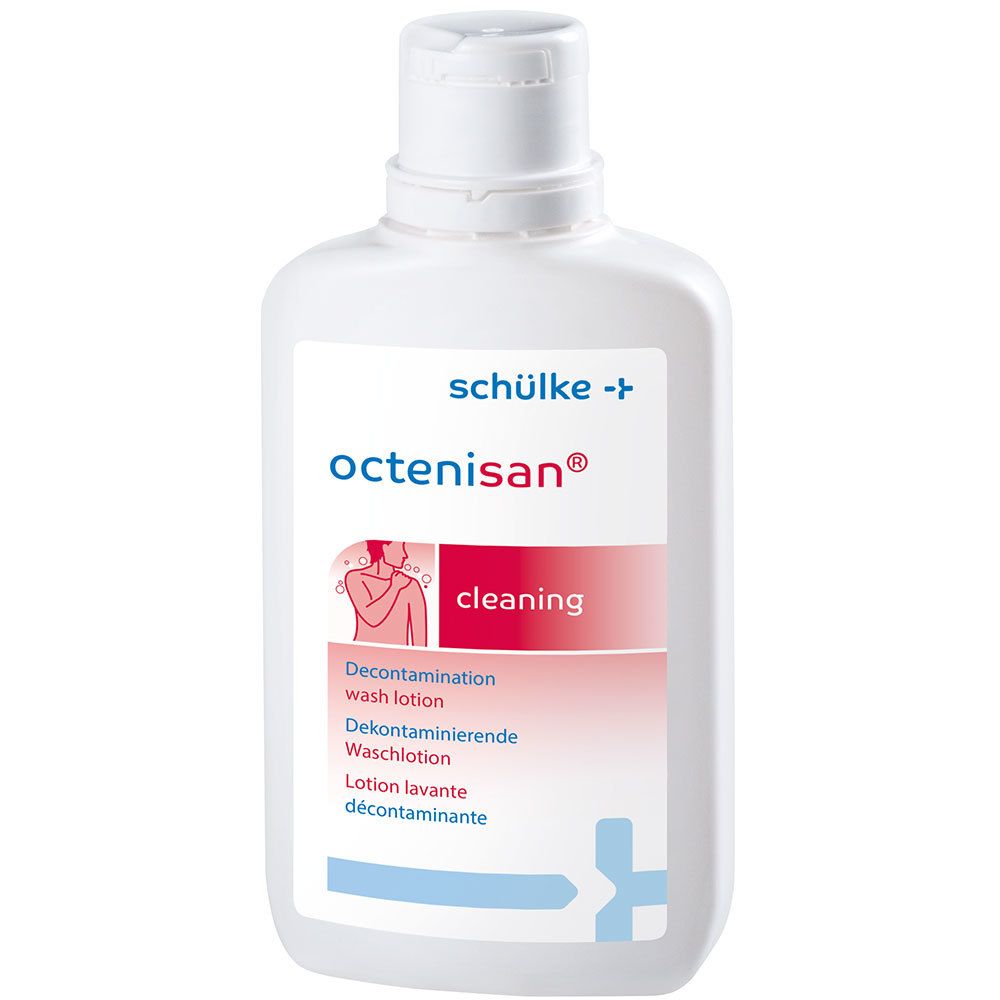 schülke
octenisan®
cleaning
Decontamination
wash lotion
Dekontaminierende
Waschlotion
Lotion lavante
décontaminante